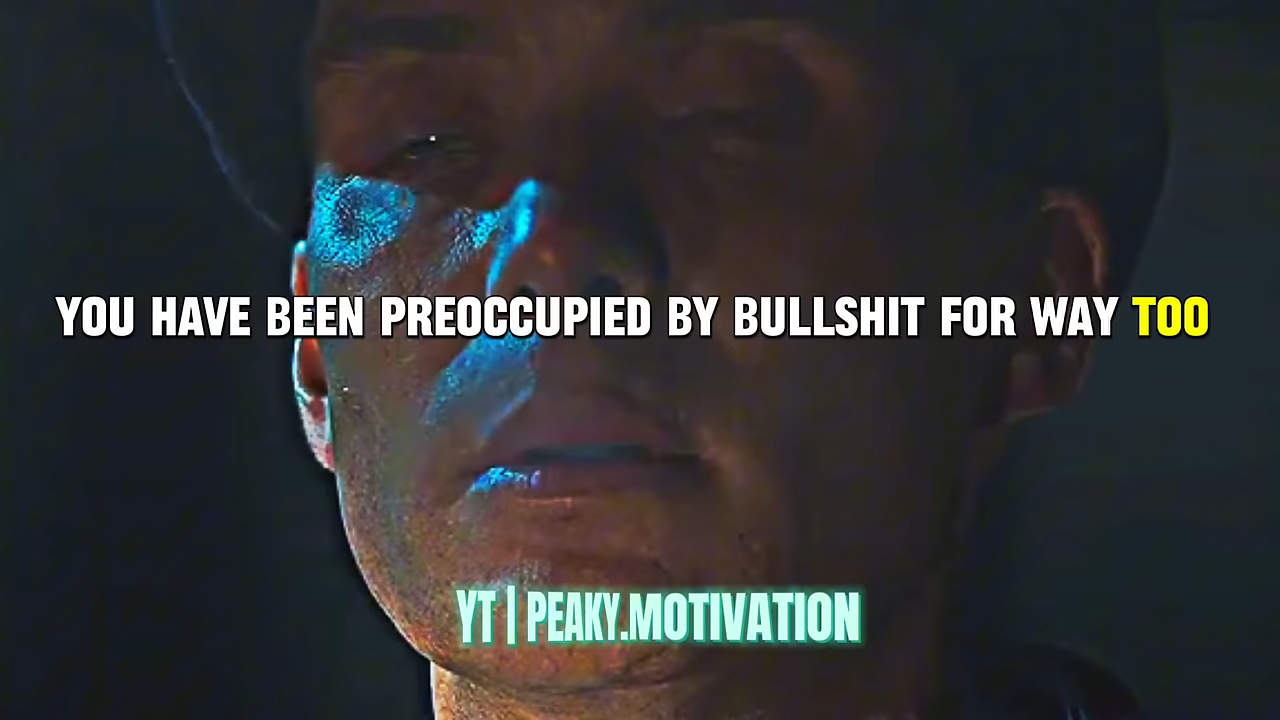 YOU HAVE BEEN PREOCCUPIED BY BULLSHIT FOR WAY TOO
YT | PEAKY.MOTIVATION